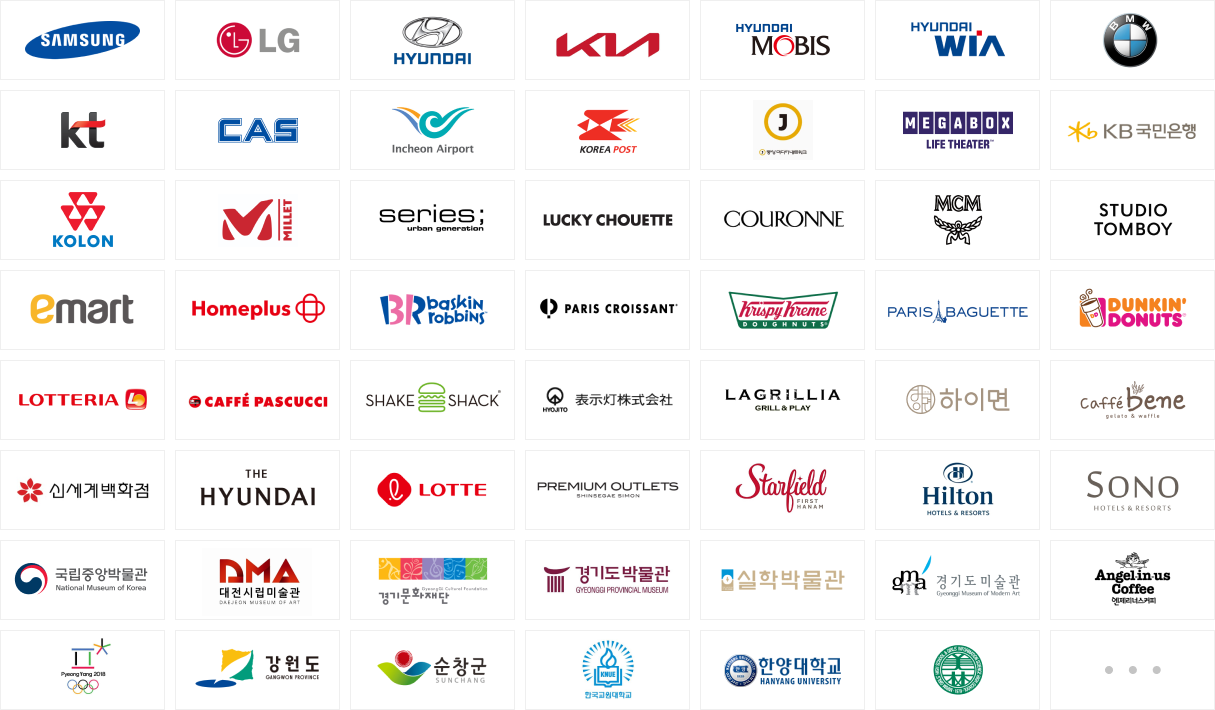 SAMSUNG
LG
HYUNDAI
KIA
HYUNDAI
MOBIS
HYUNDAI
WIA
BMW
kt
CAS
Incheon Airport
KOREA POST
J
MEGABOX
LIFE THEATER™
KB 국민은행
KOLON
MILLET
series;
urban generation
LUCKY CHOUETTE
COURONNE
MCM
STUDIO
TOMBOY
emart
Homeplus
BR baskin
robbins
PARIS CROISSANT
Krispy Kreme
DOUGHNUTS
PARIS BAGUETTE
DUNKIN'
DONUTS
LOTTERIA
CAFFÉ PASCUCCI
SHAKE SHACK
HYOJITO
表示灯株式会社
LAGRILLIA
GRILL & PLAY
하이면
Caffé bene
gelato & waffle
신세계백화점
THE
HYUNDAI
LOTTE
PREMIUM OUTLETS
SHINSEGAE SIMON
Starfield
FIRST
HANAM
H
Hilton
HOTELS & RESORTS
SONO
HOTELS & RESORTS
국립중앙박물관
National Museum of Korea
DMA
대전시립미술관
DAEJEON MUSEUM OF ART
GyeongGi Cultural Foundation
경기문화재단
경기도박물관
GYEONGGI PROVINCIAL MUSEUM
실학박물관
gma
경기도미술관
Gyeonggi Museum of Modern Art
Angel-in-us
Coffee
엔제리너스커피
PyeongYang 2018
강원도
GANGWON PROVINCE
순창군
SUNCHANG
KNUE
한국교원대학교
한양대학교
HANYANG UNIVERSITY